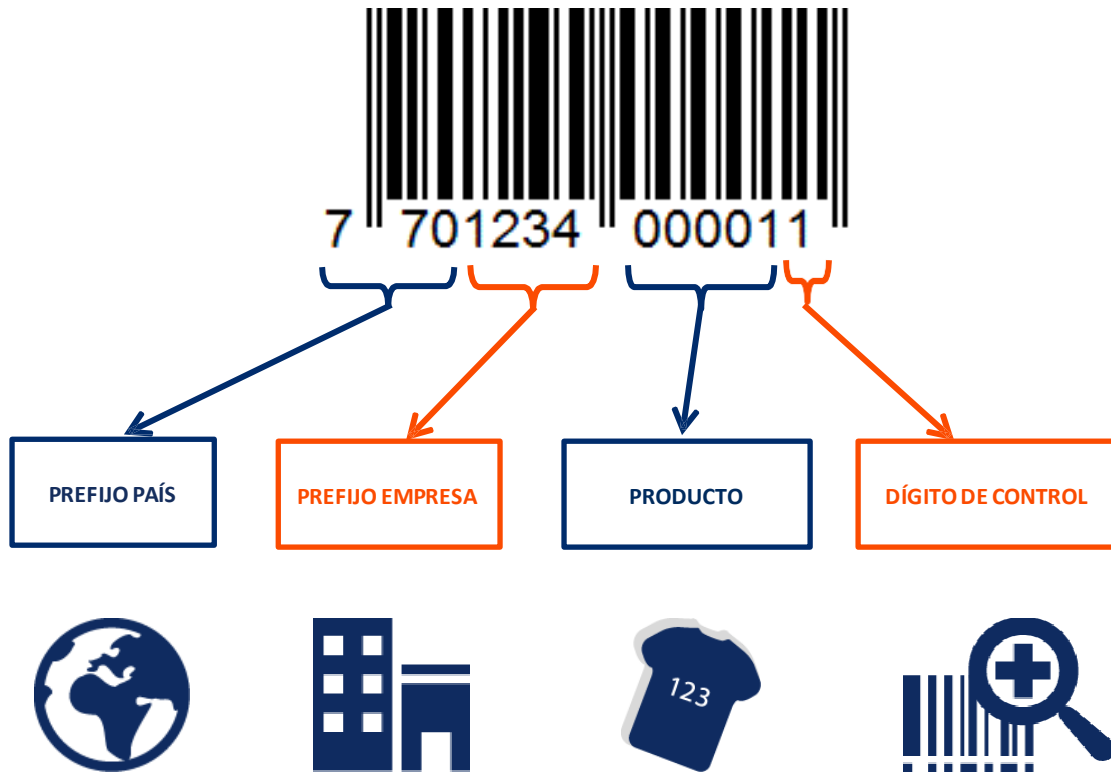 7 701234 000011
PREFIJO PAÍS
PREFIJO EMPRESA
PRODUCTO
DÍGITO DE CONTROL
123